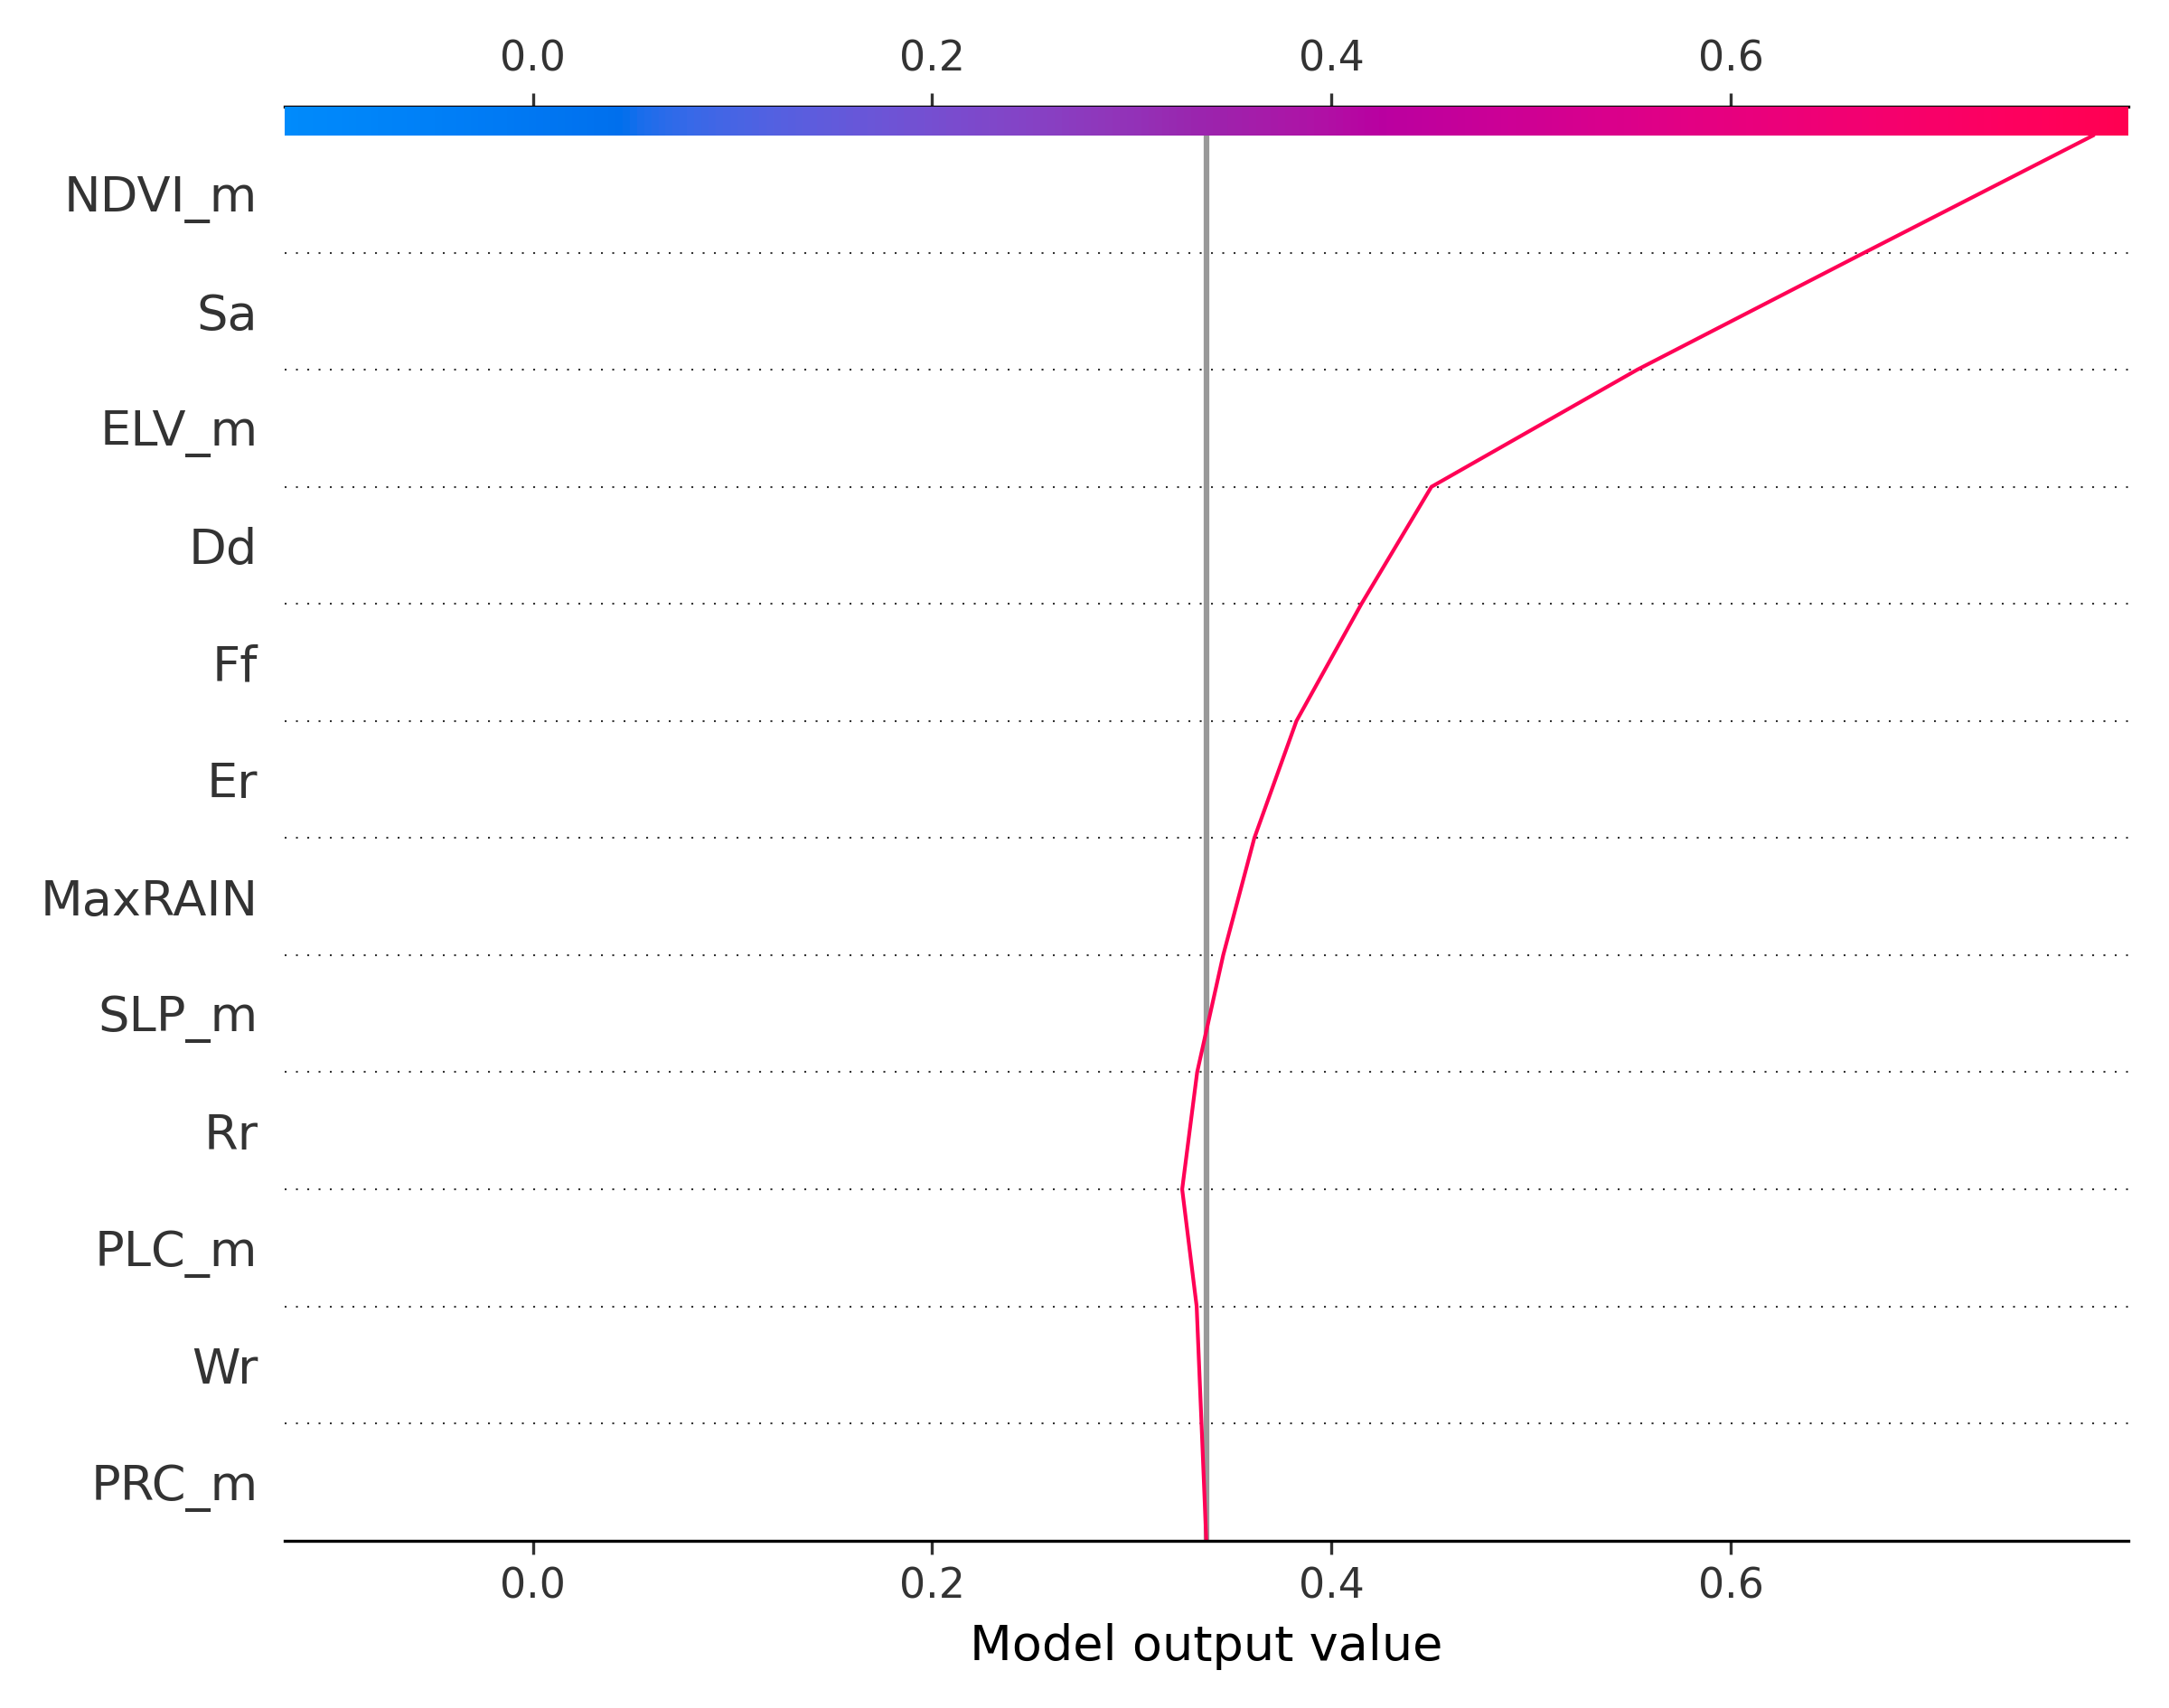 0.0 0.2 0.4 0.6
NDVI_m
Sa
ELV_m
Dd
Ff
Er
MaxRAIN
SLP_m
Rr
PLC_m
Wr
PRC_m
0.0 0.2 0.4 0.6
Model output value